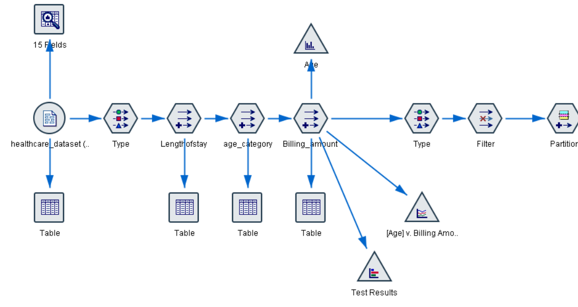 15 Fields
Age
healthcare_dataset (..
Type
Lengthofstay
age_category
Billing_amount
Type
Filter
Partition
Table
Table
Table
Table
[Age] v. Billing Amo..
Test Results